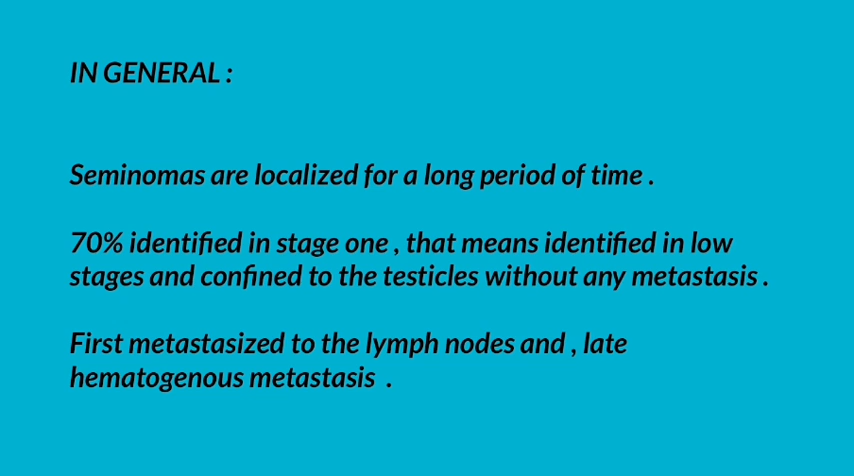 IN GENERAL :
Seminomas are localized for a long period of time .
70% identified in stage one , that means identified in low
stages and confined to the testicles without any metastasis .
First metastasized to the lymph nodes and , late
hematogenous metastasis  .